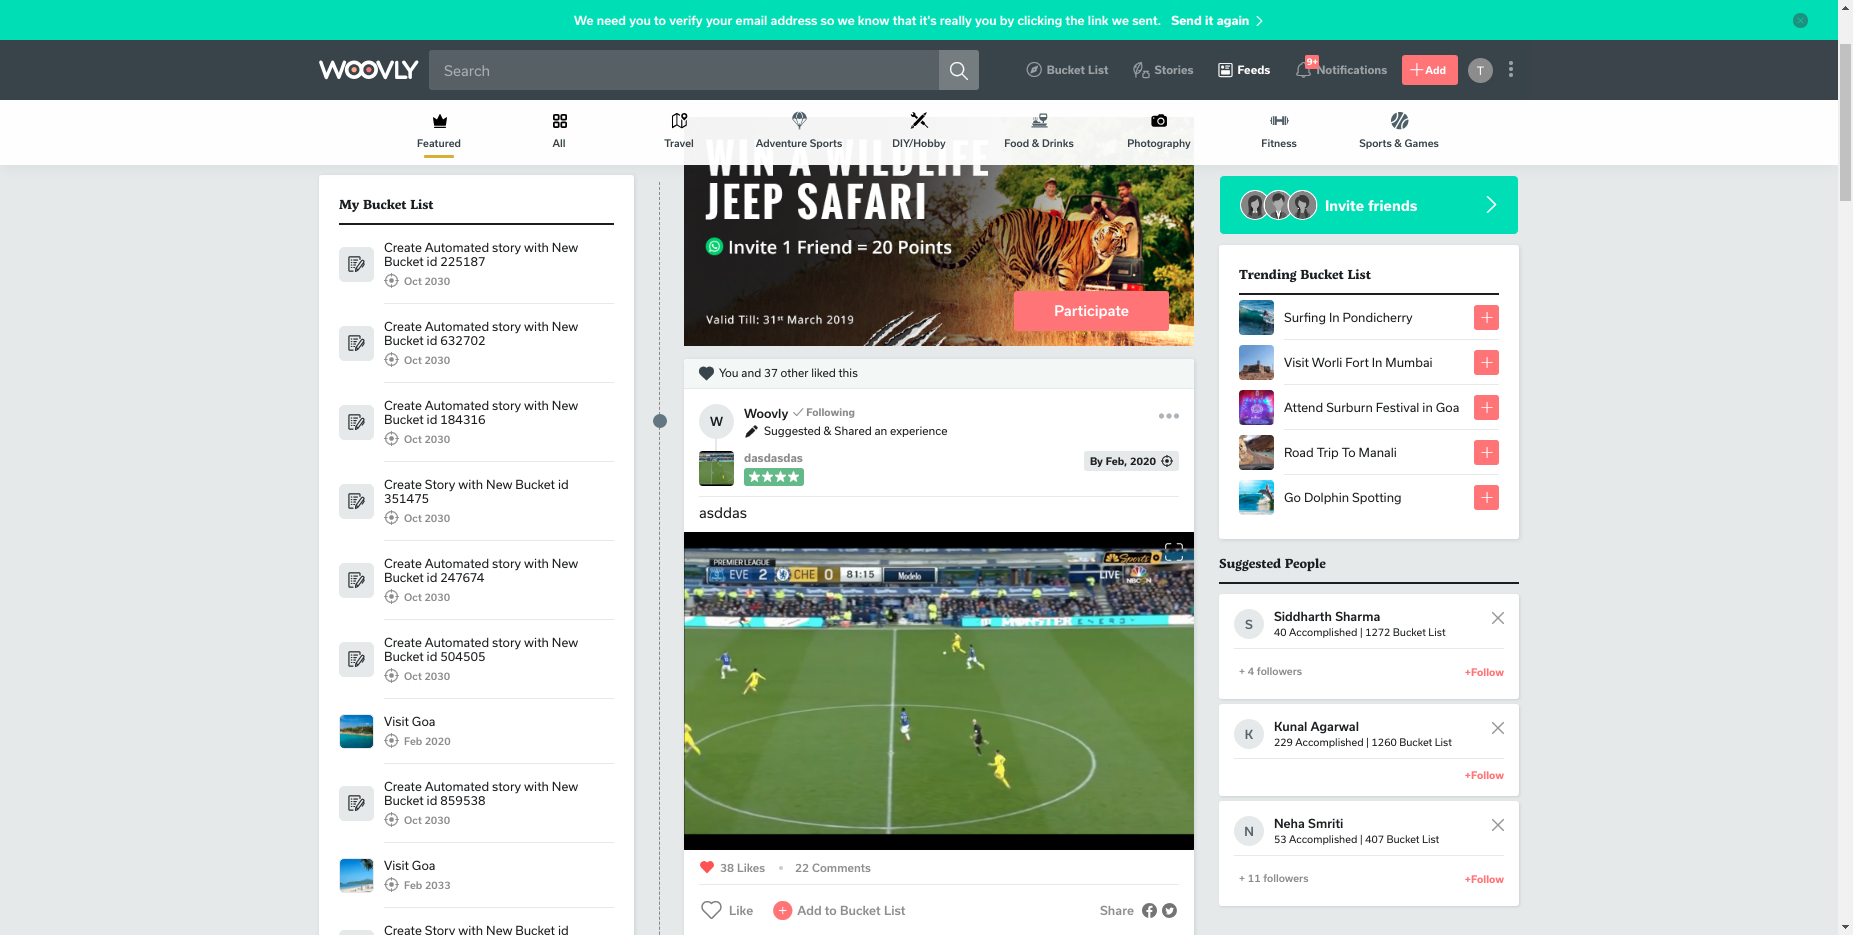 We need you to verify your email address so we know that it's really you by clicking the link we sent. Send it again
WOOVLY
Search
Bucket List
Stories
Feeds
9+
Notifications
Add
T
Featured
All
Travel
Adventure Sports
DIY/Hobby
Food & Drinks
Photography
Fitness
Sports & Games
My Bucket List
Create Automated story with New
Bucket id 225187
Oct 2030
Create Automated story with New
Bucket id 632702
Oct 2030
Create Automated story with New
Bucket id 184316
Oct 2030
Create Story with New Bucket id
351475
Oct 2030
Create Automated story with New
Bucket id 247674
Oct 2030
Create Automated story with New
Bucket id 504505
Oct 2030
Visit Goa
Feb 2020
Create Automated story with New
Bucket id 859538
Oct 2030
Visit Goa
Feb 2033
Create Story with New Bucket id
WIN A WILDLIFE
JEEP SAFARI
Invite 1 Friend = 20 Points
Participate
Valid Till: 31st March 2019
You and 37 other liked this
W
Woovly Following
Suggested & Shared an experience
dasdasdas
By Feb, 2020
asddas
PREMIER LEAGUE
EVE 2 CHE 0 81:15 Modelo
Sports
LIVE NBCSN
38 Likes
22 Comments
Like
Add to Bucket List
Share
Invite friends
Trending Bucket List
Surfing In Pondicherry
Visit Worli Fort In Mumbai
Attend Surburn Festival in Goa
Road Trip To Manali
Go Dolphin Spotting
Suggested People
S
Siddharth Sharma
40 Accomplished | 1272 Bucket List
+ 4 followers
+Follow
K
Kunal Agarwal
229 Accomplished | 1260 Bucket List
+Follow
N
Neha Smriti
53 Accomplished | 407 Bucket List
+ 11 followers
+Follow